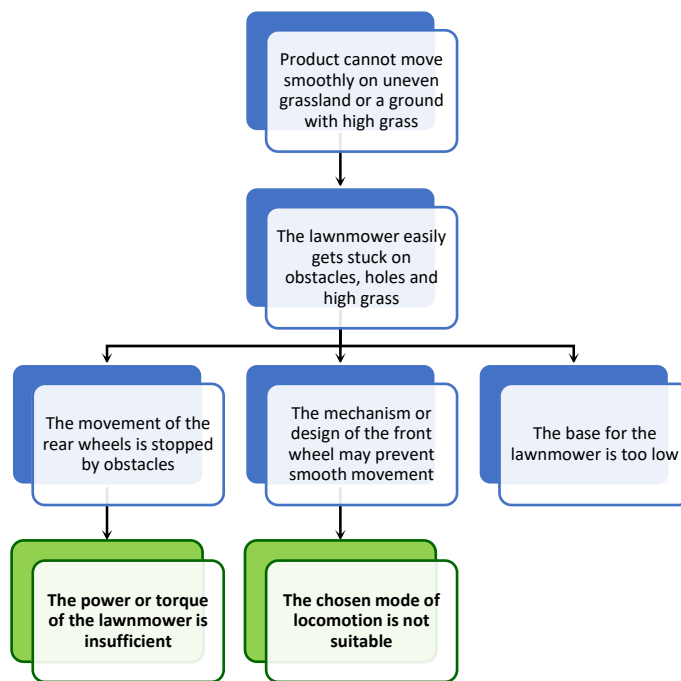 Product cannot move
smoothly on uneven
grassland or a ground
with high grass
The lawnmower easily
gets stuck on
obstacles, holes and
high grass
The movement of the
rear wheels is stopped
by obstacles
The mechanism or
design of the front
wheel may prevent
smooth movement
The base for the
lawnmower is too low
The power or torque
of the lawnmower is
insufficient
The chosen mode of
locomotion is not
suitable